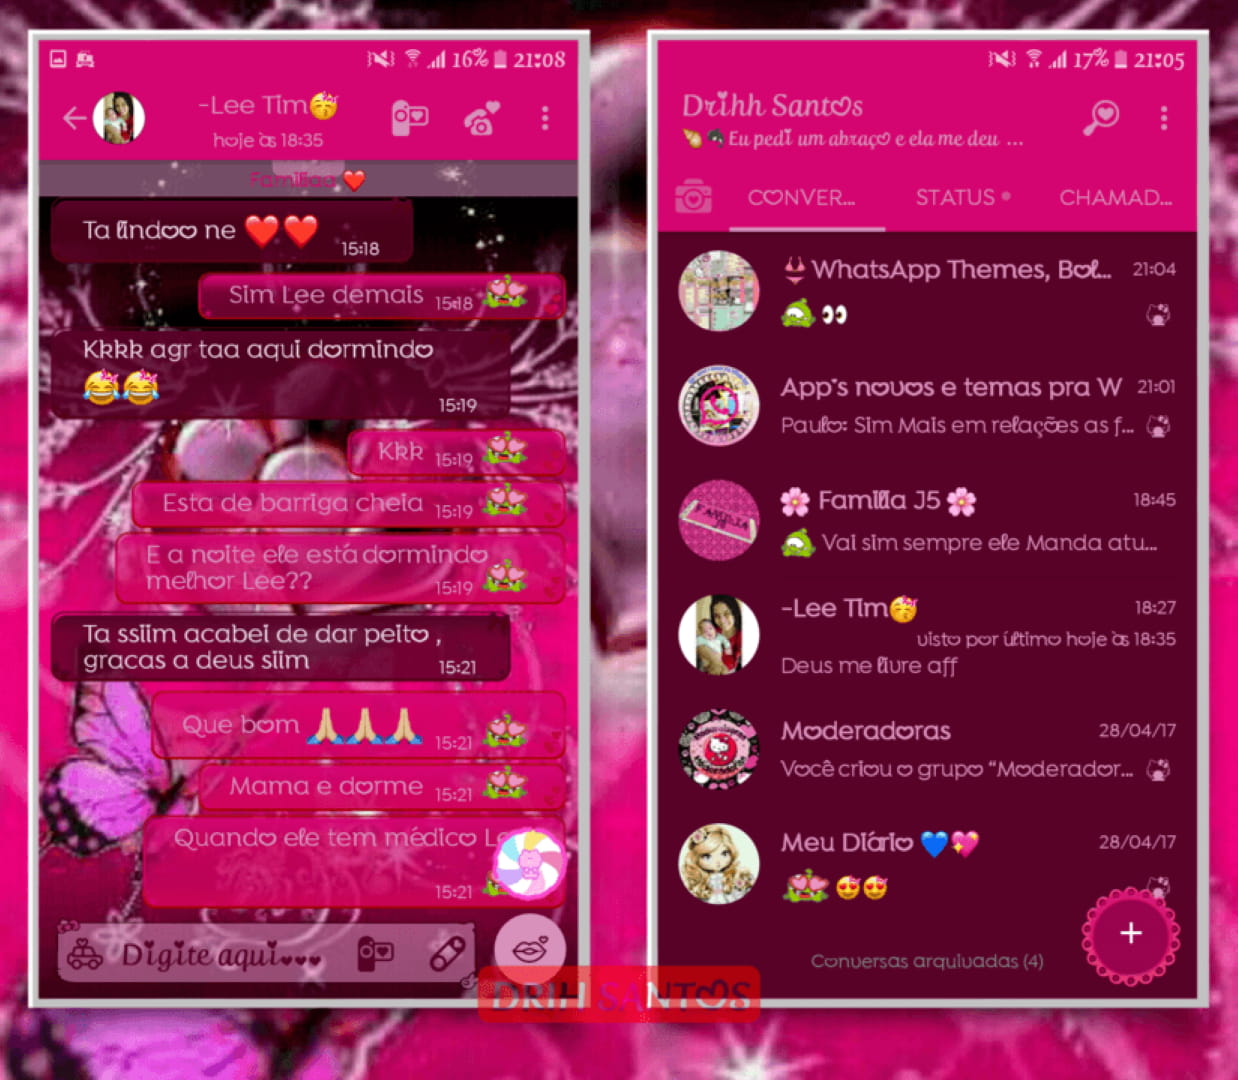 16% 21:08
-Lee Tim🥳
hoje às 18:35
Familiaa ❤️
Ta lindoo ne ❤️❤️
15:18
Sim Lee demais 15:18
Kkkk agr taa aqui dormindo
😂😂
15:19
Kkk 15:19
Esta de barriga cheia 15:19
E a noite ele está dormindo
melhor Lee?? 15:19
Ta ssiim acabei de dar peito ,
gracas a deus siim 15:21
Que bom 🙏🙏🙏 15:21
Mama e dorme 15:21
Quando ele tem médico
15:21
Digite aqui...
17% 21:05
Drihh Santos
Eu pedi um abraço e ela me deu ...
CONVER... STATUS CHAMAD...
👙WhatsApp Themes, Bol... 21:04
👀
App's novos e temas pra W 21:01
Paulo: Sim Mais em relações as f...
🌸 Familia J5 🌸 18:45
Vai sim sempre ele Manda atu...
-Lee Tim🥳 18:27
visto por último hoje às 18:35
Deus me livre aff
Moderadoras 28/04/17
Você criou o grupo “Moderador...
Meu Diário 💙💖 28/04/17
😍😍
+
Conversas arquivadas (4)
DRIH SANTOS